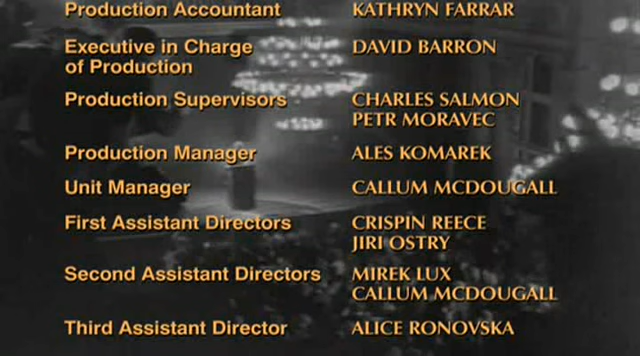 Production Accountant KATHRYN FARRAR
Executive in Charge DAVID BARRON
of Production
Production Supervisors CHARLES SALMON
PETR MORAVEC
Production Manager ALES KOMAREK
Unit Manager CALLUM MCDOUGALL
First Assistant Directors CRISPIN REECE
JIRI OSTRY
Second Assistant Directors MIREK LUX
CALLUM MCDOUGALL
Third Assistant Director ALICE RONOVSKA